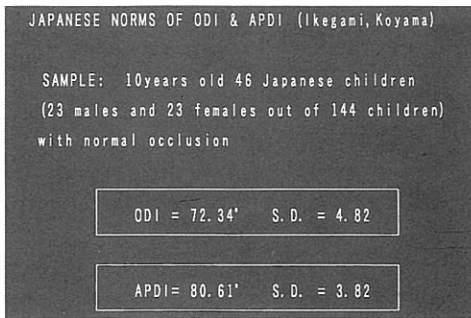 JAPANESE NORMS OF ODI & APDI (Ikegami, Koyama)
SAMPLE: 10years old 46 Japanese children
(23 males and 23 females out of 144 children)
with normal occlusion
ODI = 72.34° S.D. = 4.82
APDI= 80.61° S.D. = 3.82